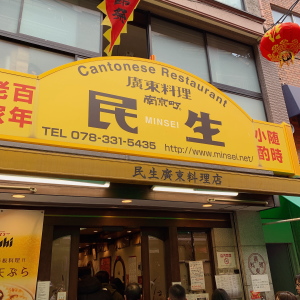 Cantonese Restaurant
廣東料理
南京町
民生
MINSEI
TEL 078-331-5435
http://www.minsei.net/
老百
家年
小随
酌時
民生廣東料理店